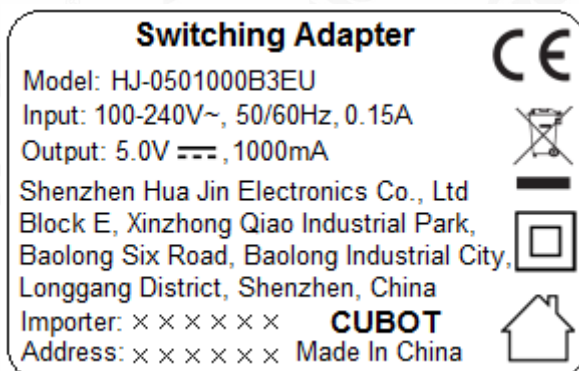 Switching Adapter
Model: HJ-0501000B3EU
Input: 100-240V~, 50/60Hz, 0.15A
Output: 5.0V ⎓, 1000mA
Shenzhen Hua Jin Electronics Co., Ltd
Block E, Xinzhong Qiao Industrial Park,
Baolong Six Road, Baolong Industrial City,
Longgang District, Shenzhen, China
Importer: × × × × × × CUBOT
Address: × × × × × × Made In China
CE